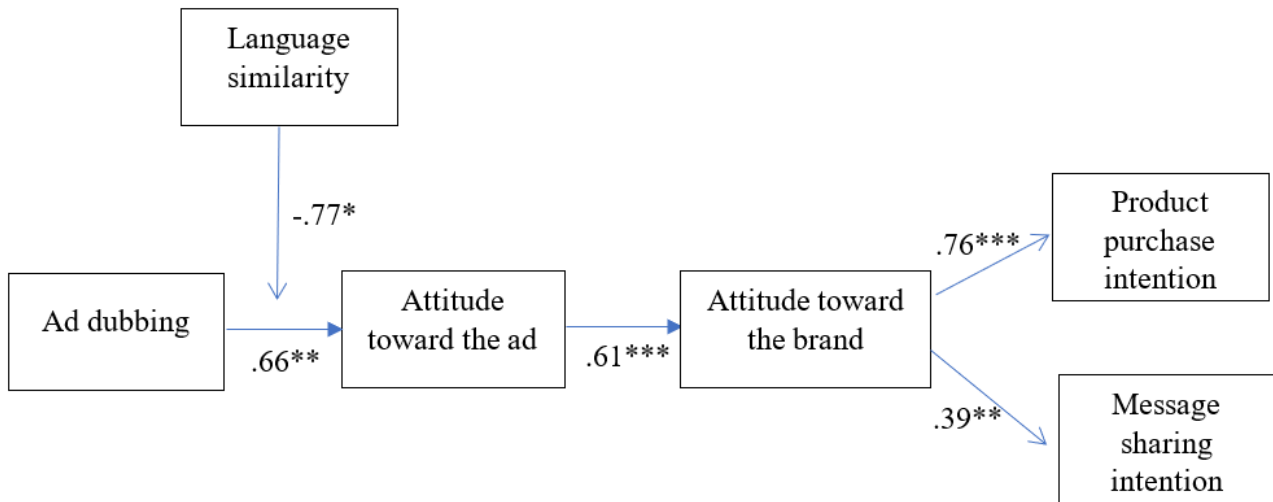 Language
similarity
-.77*
Ad dubbing
.66**
Attitude
toward the ad
.61***
Attitude toward
the brand
.76***
Product
purchase
intention
.39**
Message
sharing
intention